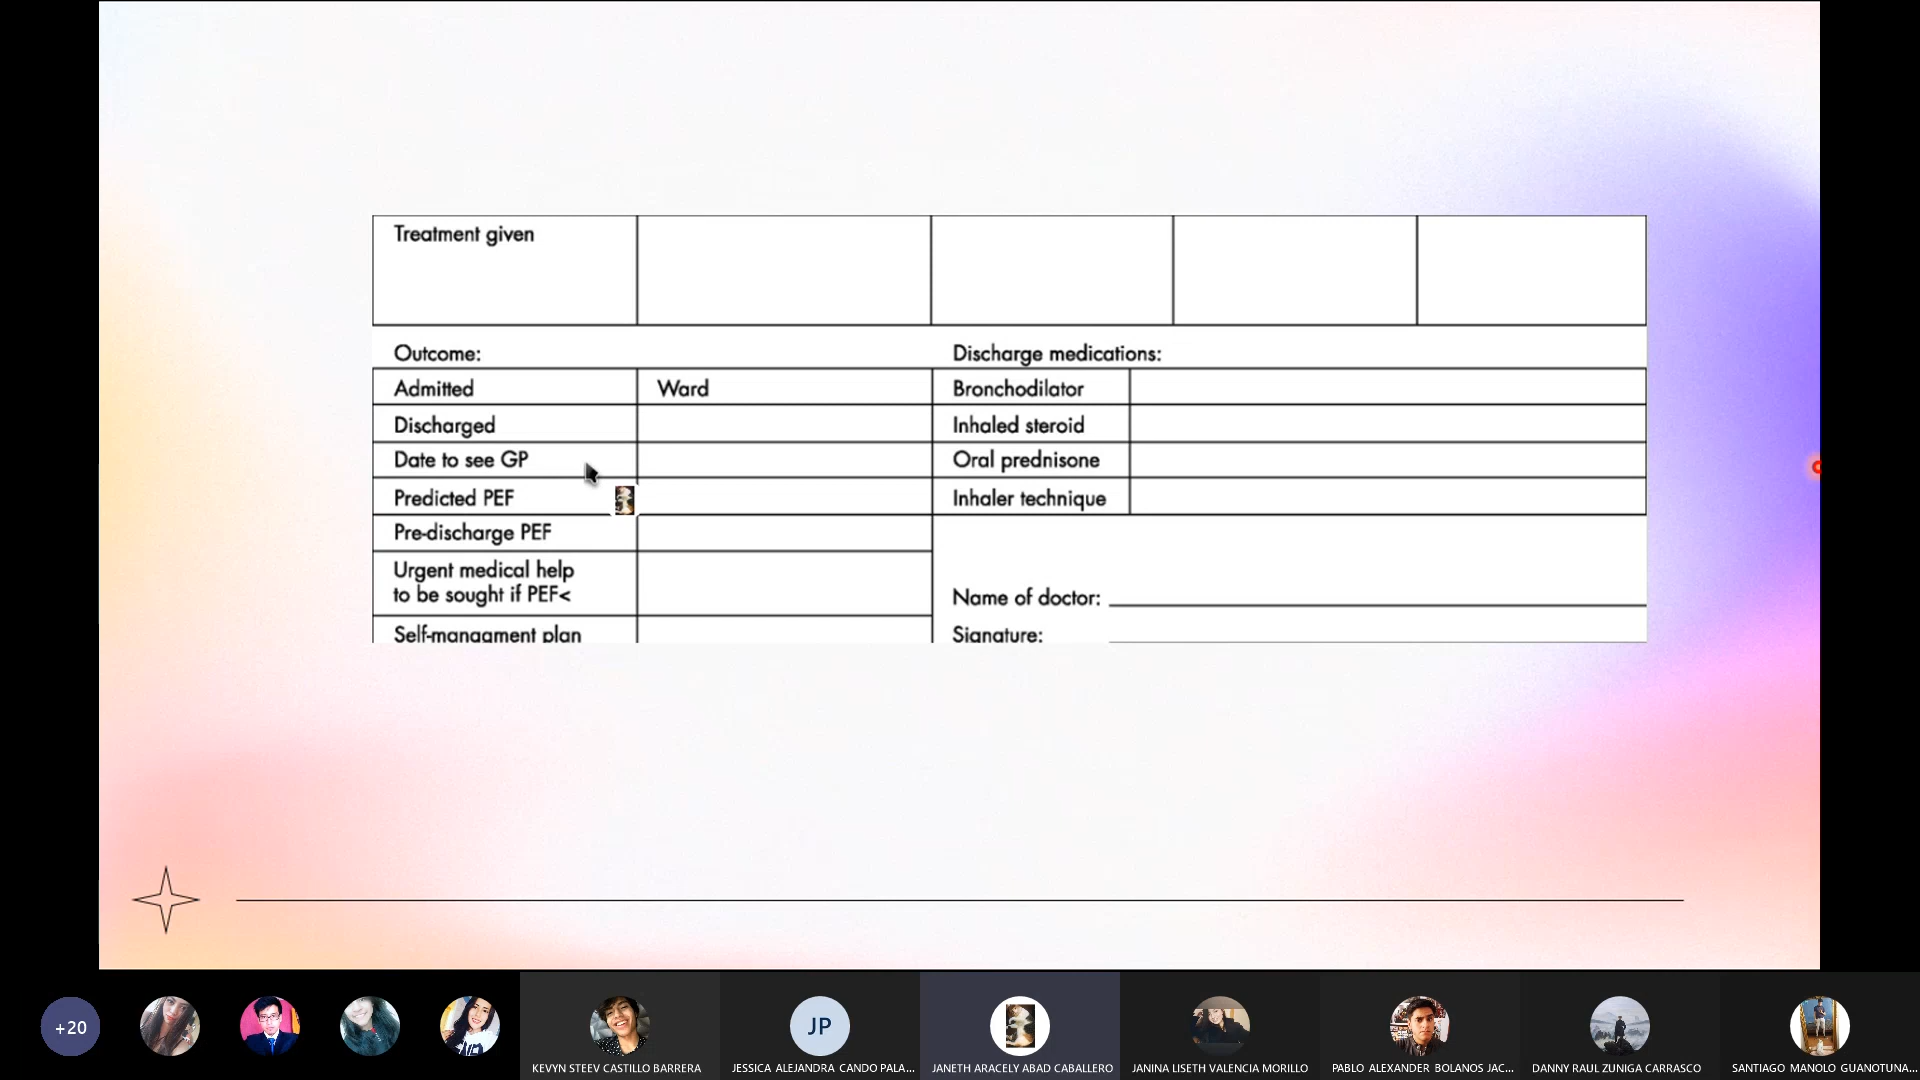 Treatment given
Outcome:
Discharge medications:
Admitted
Ward
Bronchodilator
Discharged
Inhaled steroid
Date to see GP
Oral prednisone
Predicted PEF
Inhaler technique
Pre-discharge PEF
Urgent medical help
to be sought if PEF<
Name of doctor:
Self-managment plan
Signature:
+20
JP
KEVYN STEEV CASTILLO BARRERA
JESSICA ALEJANDRA CANDO PALA...
JANETH ARACELY ABAD CABALLERO
JANINA LISETH VALENCIA MORILLO
PABLO ALEXANDER BOLANOS JAC...
DANNY RAUL ZUNIGA CARRASCO
SANTIAGO MANOLO GUANOTUNA...